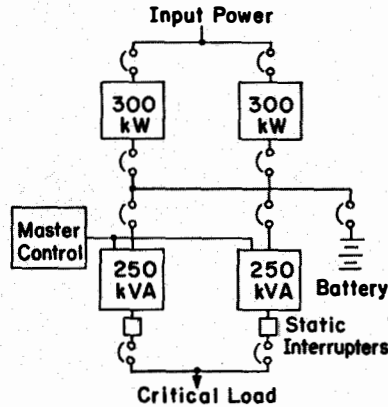 Input Power
300
kW
300
kW
Master
Control
250
kVA
250
kVA
Battery
Static
Interrupters
Critical Load